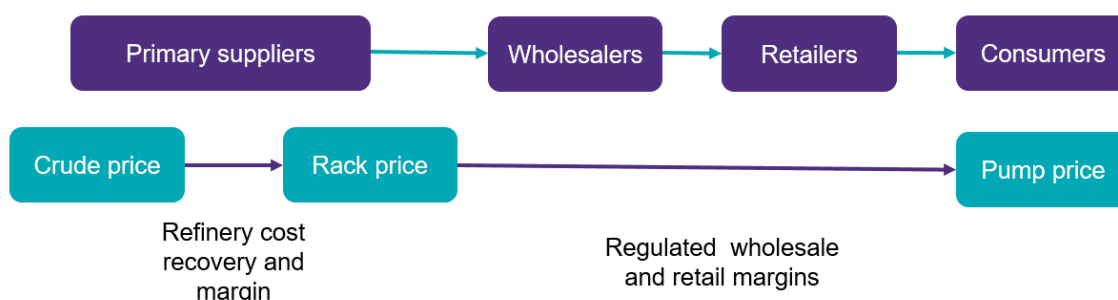 Primary suppliers
Wholesalers
Retailers
Consumers
Crude price
Rack price
Pump price
Refinery cost
recovery and
margin
Regulated wholesale
and retail margins